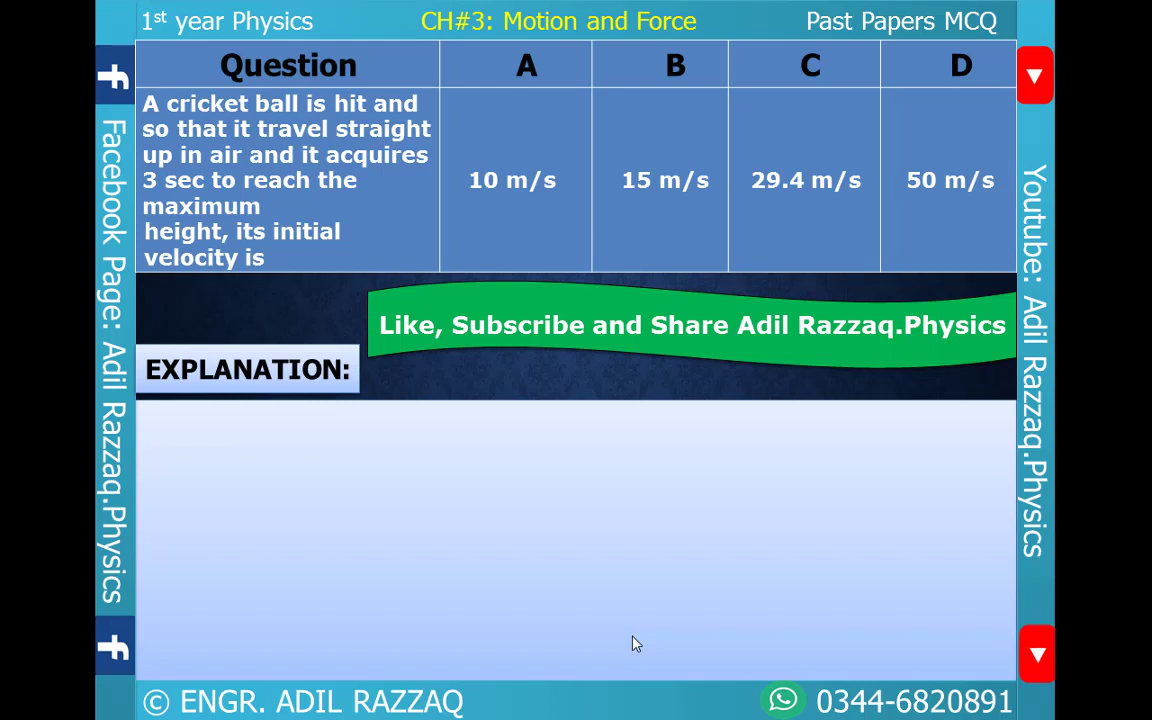 1st year Physics CH#3: Motion and Force Past Papers MCQ
Question A B C D
A cricket ball is hit and
so that it travel straight
up in air and it acquires
3 sec to reach the
maximum
height, its initial
velocity is
10 m/s 15 m/s 29.4 m/s 50 m/s
Like, Subscribe and Share Adil Razzaq.Physics
EXPLANATION:
Facebook Page: Adil Razzaq.Physics
Youtube: Adil Razzaq.Physics
© ENGR. ADIL RAZZAQ 0344-6820891